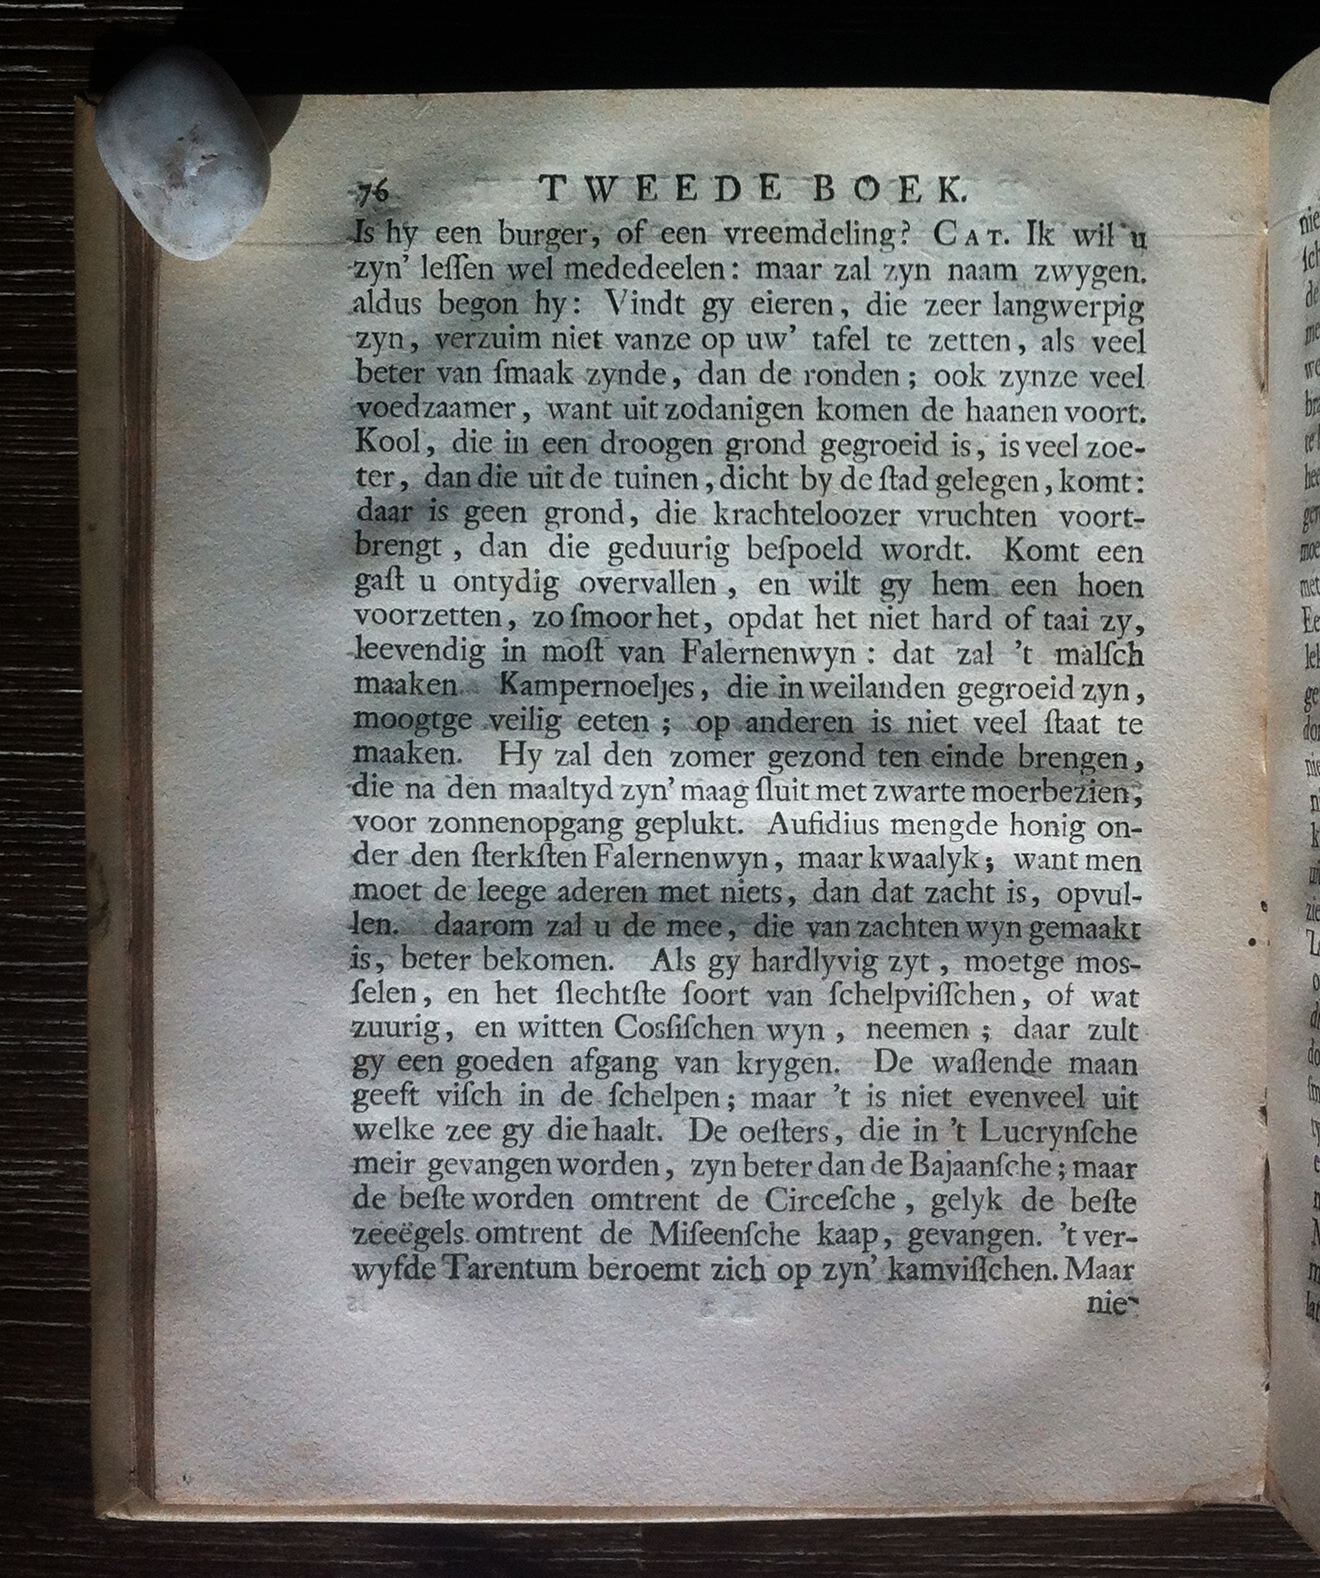 76 TWEEDE BOEK.
Is hy een burger, of een vreemdeling? CAT. Ik wil u
zyn' leſſen wel mededeelen: maar zal zyn naam zwygen.
aldus begon hy: Vindt gy eieren, die zeer langwerpig
zyn, verzuim niet vanze op uw' tafel te zetten, als veel
beter van ſmaak zynde, dan de ronden; ook zynze veel
voedzaamer, want uit zodanigen komen de haanen voort.
Kool, die in een droogen grond gegroeid is, is veel zoe-
ter, dan die uit de tuinen, dicht by de ſtad gelegen, komt:
daar is geen grond, die krachteloozer vruchten voort-
brengt, dan die geduurig beſpoeld wordt. Komt een
gaſt u ontydig overvallen, en wilt gy hem een hoen
voorzetten, zo ſmoor het, opdat het niet hard of taai zy,
leevendig in moſt van Falernenwyn: dat zal 't malſch
maaken. Kampernoeljes, die in weilanden gegroeid zyn,
moogtge veilig eeten; op anderen is niet veel ſtaat te
maaken. Hy zal den zomer gezond ten einde brengen,
die na den maaltyd zyn' maag ſluit met zwarte moerbezien,
voor zonnenopgang geplukt. Aufidius mengde honig on-
der den ſterkſten Falernenwyn, maar kwaalyk; want men
moet de leege aderen met niets, dan dat zacht is, opvul-
len. daarom zal u de mee, die van zachten wyn gemaakt
is, beter bekomen. Als gy hardlyvig zyt, moetge mos-
ſelen, en het ſlechtſte ſoort van ſchelpviſſchen, of wat
zuurig, en witten Cosſiſchen wyn, neemen; daar zult
gy een goeden afgang van krygen. De waſſende maan
geeft viſch in de ſchelpen; maar 't is niet evenveel uit
welke zee gy die haalt. De oeſters, die in 't Lucrynſche
meir gevangen worden, zyn beter dan de Bajaanſche; maar
de beſte worden omtrent de Circeſche, gelyk de beſte
zeeëgels omtrent de Miſeenſche kaap, gevangen. 't ver-
wyfde Tarentum beroemt zich op zyn' kamviſſchen. Maar
nie-